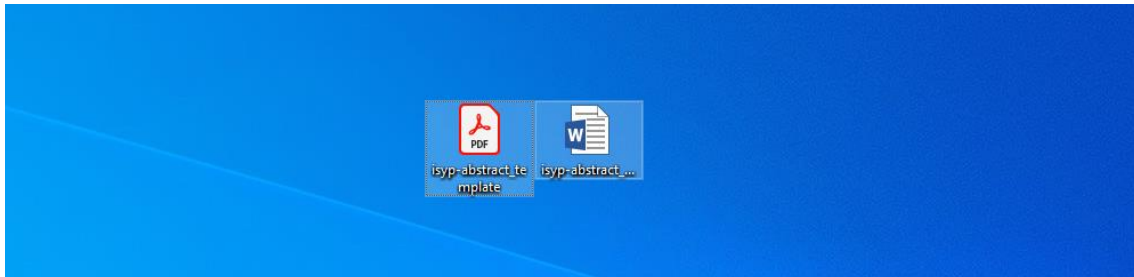 PDF
W
isyp-abstract_te
mplate
isyp-abstract_...